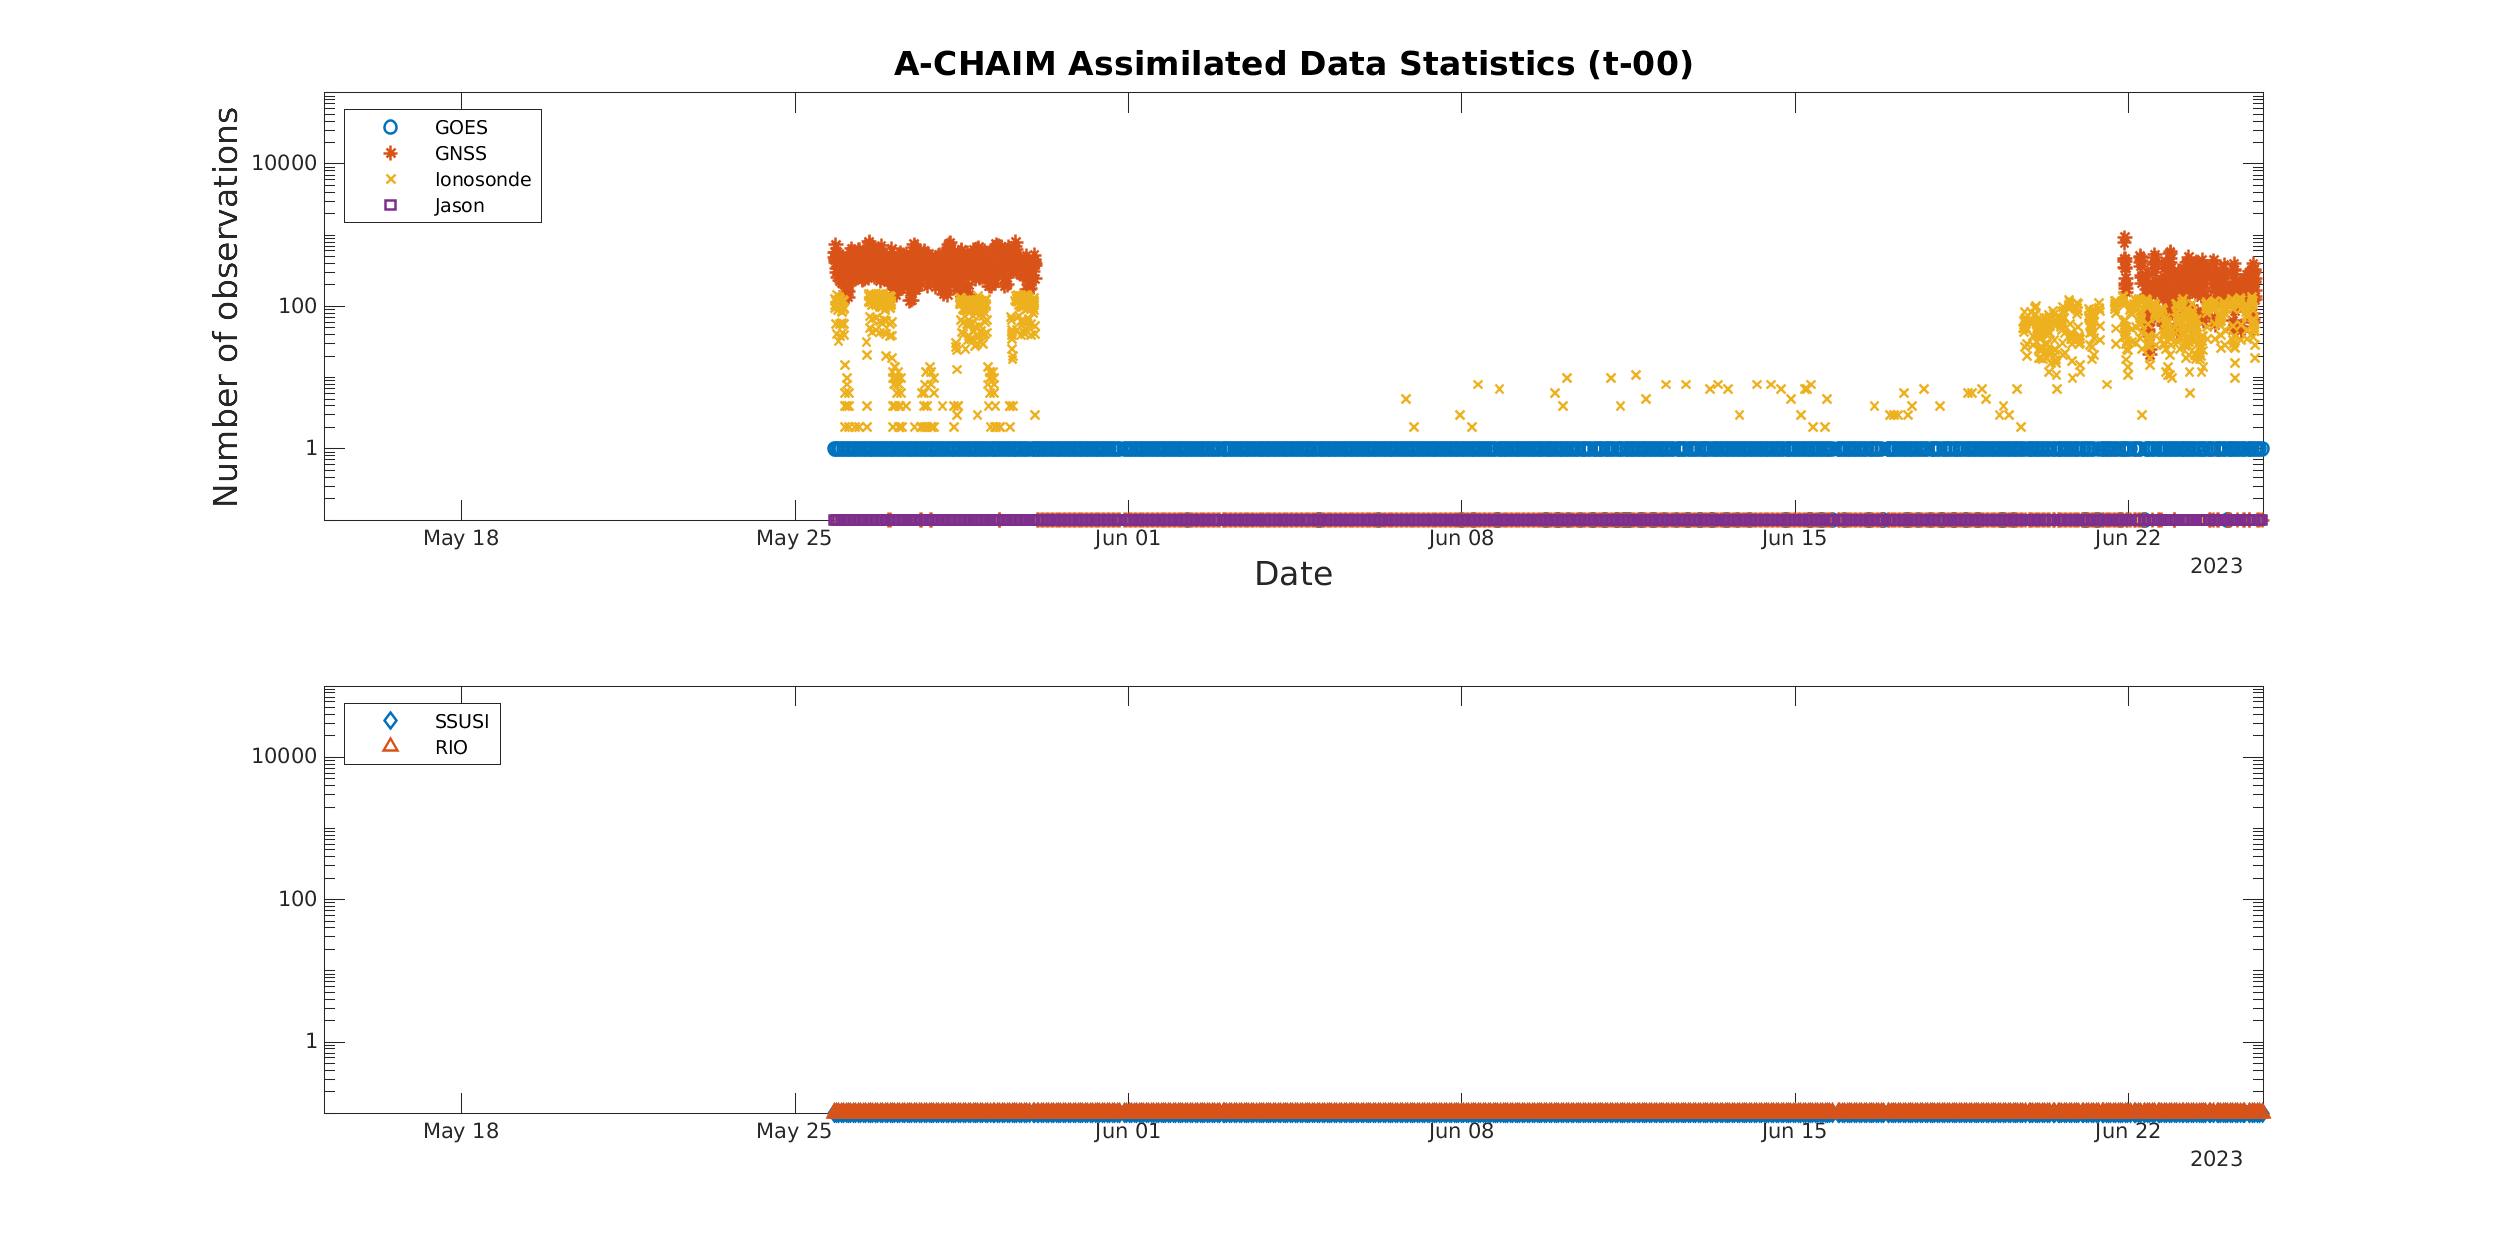 A-CHAIM Assimilated Data Statistics (t-00)
Number of observations
GOES
GNSS
Ionosonde
Jason
10000
100
1
May 18 May 25 Jun 01 Jun 08 Jun 15 Jun 22
2023
Date
SSUSI
RIO
10000
100
1
May 18 May 25 Jun 01 Jun 08 Jun 15 Jun 22
2023